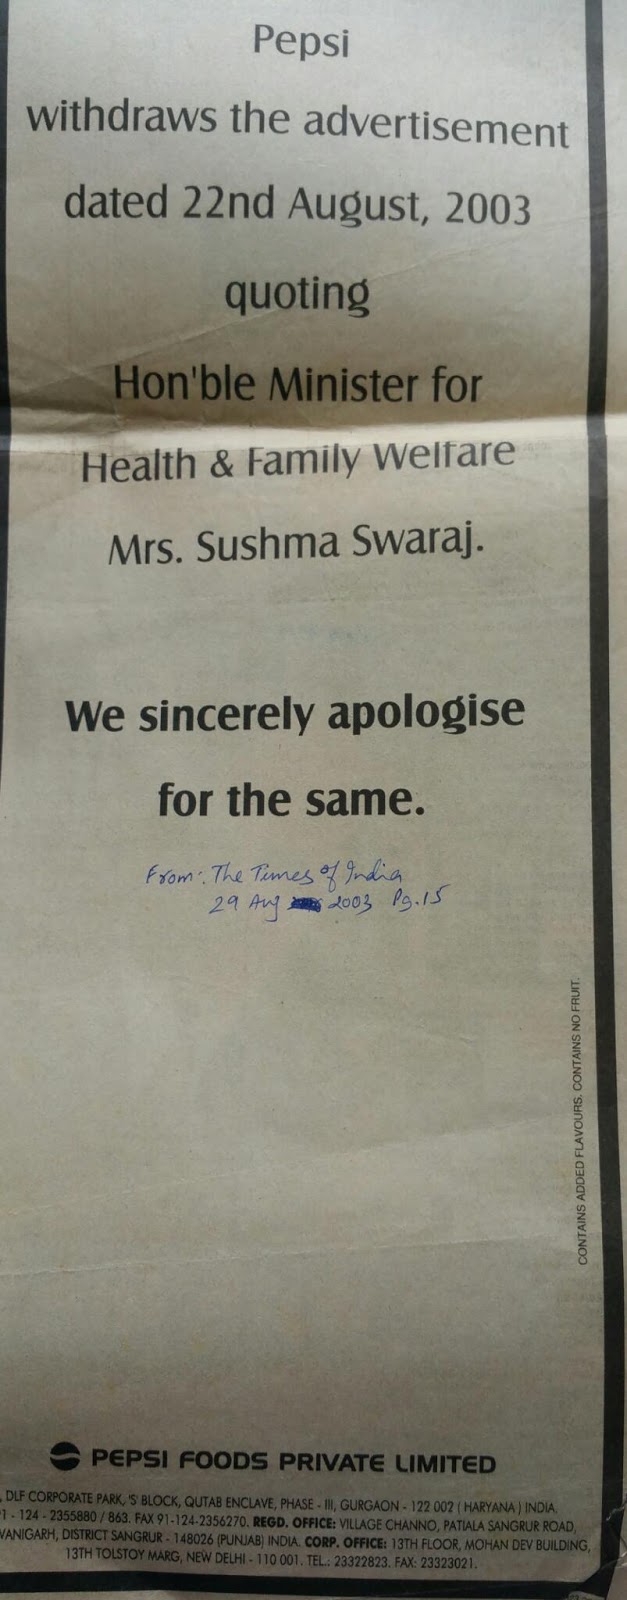 Pepsi
withdraws the advertisement
dated 22nd August, 2003
quoting
Hon'ble Minister for
Health & Family Welfare
Mrs. Sushma Swaraj.
We sincerely apologise
for the same.
From: The Times of India
29 Aug 2003 Pg. 15
CONTAINS ADDED FLAVOURS. CONTAINS NO FRUIT.
PEPSI FOODS PRIVATE LIMITED
, DLF CORPORATE PARK, 'S' BLOCK, QUTAB ENCLAVE, PHASE - III, GURGAON - 122 002 ( HARYANA ) INDIA.
1 - 124 - 2355880 / 863. FAX 91-124-2356270. REGD. OFFICE: VILLAGE CHANNO, PATIALA SANGRUR ROAD,
VANIGARH, DISTRICT SANGRUR - 148026 (PUNJAB) INDIA. CORP. OFFICE: 13TH FLOOR, MOHAN DEV BUILDING,
13TH TOLSTOY MARG, NEW DELHI - 110 001. TEL.: 23322823. FAX: 23323021.